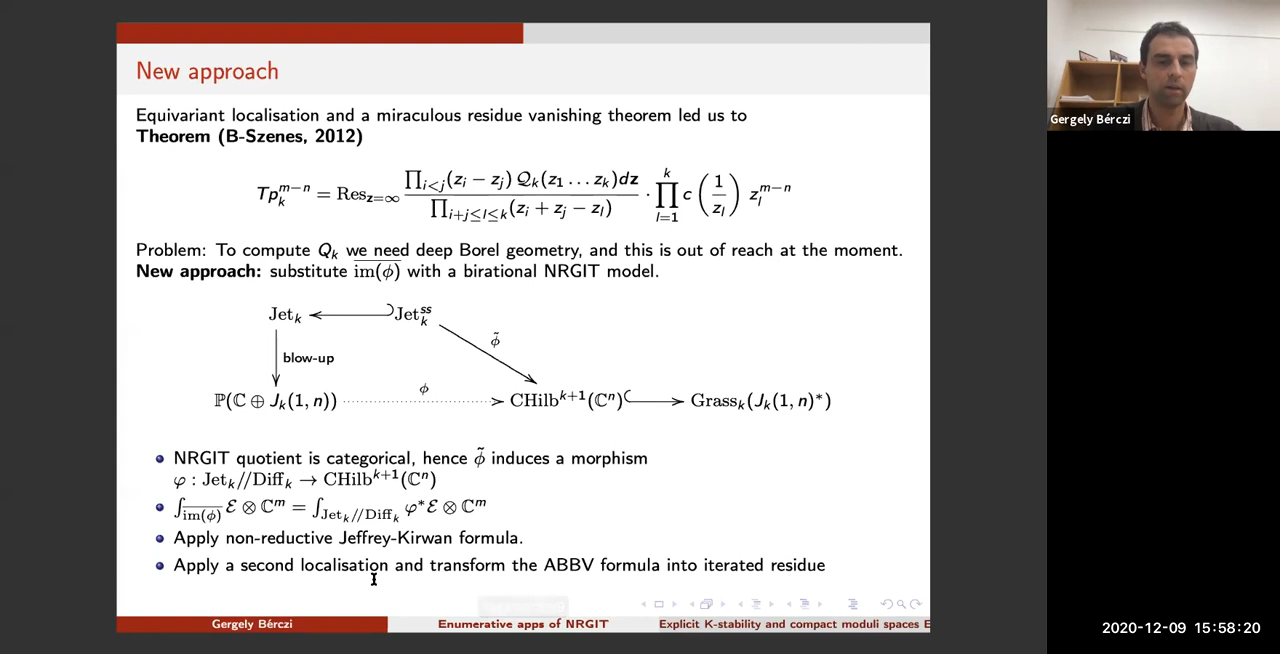 New approach
Equivariant localisation and a miraculous residue vanishing theorem led us to
Theorem (B-Szenes, 2012)
Tp_k^{m−n} = Res_{z=∞} \frac{∏_{i<j}(z_i − z_j) Q_k(z_1 … z_k)dz}{∏_{i+j≤l≤k}(z_i + z_j − z_l)} · ∏_{l=1}^{k} c(\frac{1}{z_l}) z_l^{m−n}
Problem: To compute Q_k we need deep Borel geometry, and this is out of reach at the moment.
New approach: substitute \overline{im(ϕ)} with a birational NRGIT model.
Jet_k Jet_k^{ss}
blow-up \tilde{ϕ}
ϕ
ℙ(ℂ ⊕ J_k(1, n)) CHilb^{k+1}(ℂ^n) Grass_k(J_k(1, n)*)
NRGIT quotient is categorical, hence \tilde{ϕ} induces a morphism
φ : Jet_k//Diff_k → CHilb^{k+1}(ℂ^n)
∫_{\overline{im(ϕ)}} ℰ ⊗ ℂ^m = ∫_{Jet_k//Diff_k} φ*ℰ ⊗ ℂ^m
Apply non-reductive Jeffrey-Kirwan formula.
Apply a second localisation and transform the ABBV formula into iterated residue
Gergely Bérczi Enumerative apps of NRGIT Explicit K-stability and compact moduli spaces E
Gergely Bérczi
2020-12-09 15:58:20